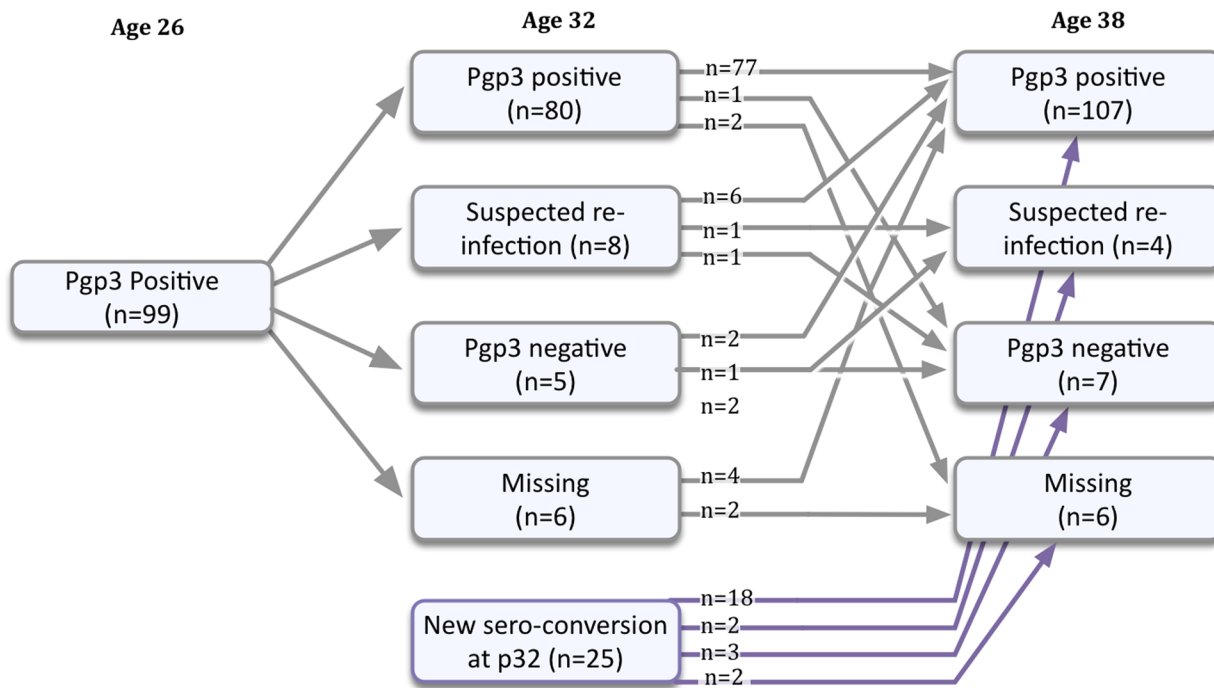 Age 26
Age 32
Age 38
Pgp3 Positive
(n=99)
Pgp3 positive
(n=80)
Suspected re-
infection (n=8)
Pgp3 negative
(n=5)
Missing
(n=6)
New sero-conversion
at p32 (n=25)
n=77
n=1
n=2
n=6
n=1
n=1
n=2
n=1
n=2
n=4
n=2
n=18
n=2
n=3
n=2
Pgp3 positive
(n=107)
Suspected re-
infection (n=4)
Pgp3 negative
(n=7)
Missing
(n=6)